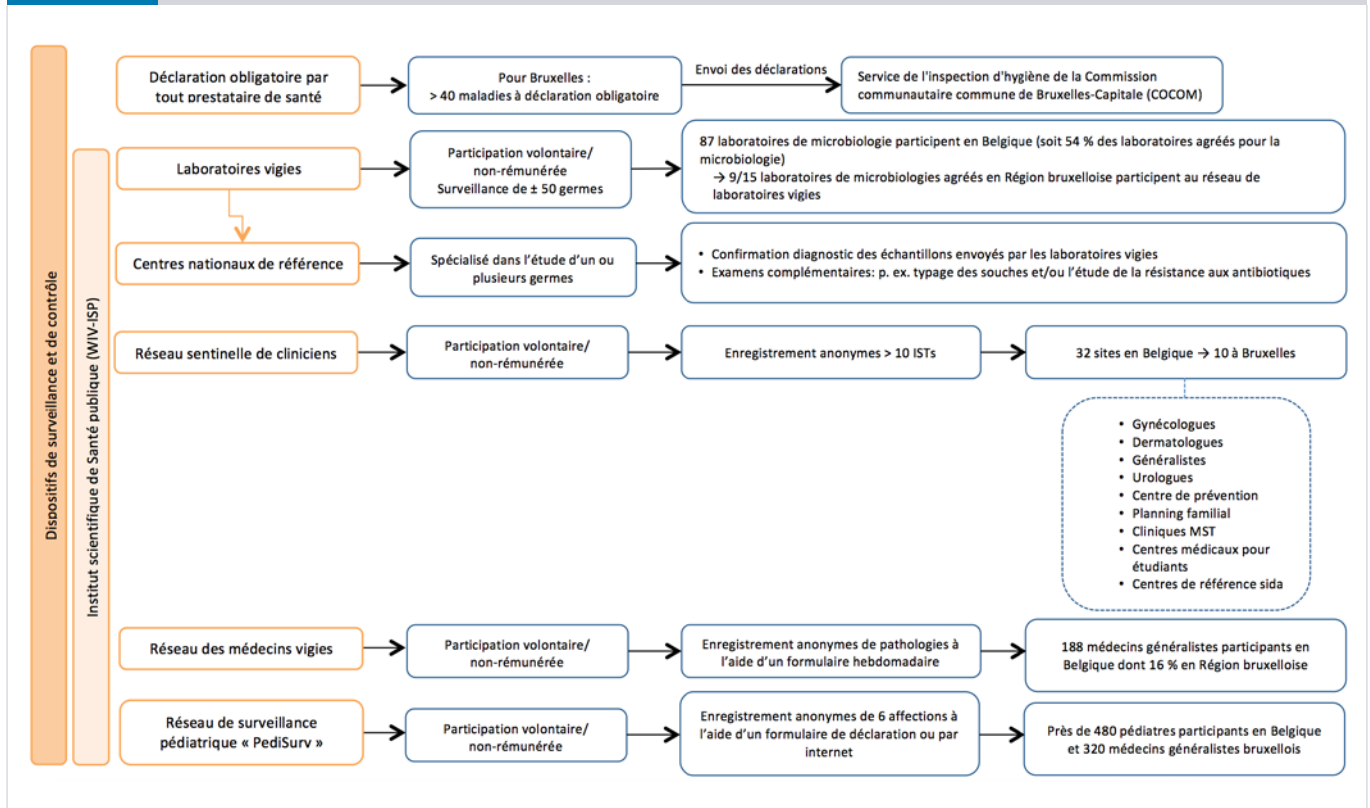 Dispositifs de surveillance et de contrôle
Institut scientifique de Santé publique (WIV-ISP)
Déclaration obligatoire par
tout prestataire de santé
Pour Bruxelles :
> 40 maladies à déclaration obligatoire
Envoi des déclarations
Service de l'inspection d'hygiène de la Commission
communautaire commune de Bruxelles-Capitale (COCOM)
Laboratoires vigies
Participation volontaire/
non-rémunérée
Surveillance de ± 50 germes
87 laboratoires de microbiologie participent en Belgique (soit 54 % des laboratoires agréés pour la
microbiologie)
→ 9/15 laboratoires de microbiologies agréés en Région bruxelloise participent au réseau de
laboratoires vigies
Centres nationaux de référence
Spécialisé dans l'étude d'un ou
plusieurs germes
• Confirmation diagnostic des échantillons envoyés par les laboratoires vigies
• Examens complémentaires: p. ex. typage des souches et/ou l'étude de la résistance aux antibiotiques
Réseau sentinelle de cliniciens
Participation volontaire/
non-rémunérée
Enregistrement anonymes > 10 ISTs
32 sites en Belgique → 10 à Bruxelles
• Gynécologues
• Dermatologues
• Généralistes
• Urologues
• Centre de prévention
• Planning familial
• Cliniques MST
• Centres médicaux pour
étudiants
• Centres de référence sida
Réseau des médecins vigies
Participation volontaire/
non-rémunérée
Enregistrement anonymes de pathologies à
l'aide d'un formulaire hebdomadaire
188 médecins généralistes participants en
Belgique dont 16 % en Région bruxelloise
Réseau de surveillance
pédiatrique « PediSurv »
Participation volontaire/
non-rémunérée
Enregistrement anonymes de 6 affections à
l'aide d'un formulaire de déclaration ou par
internet
Près de 480 pédiatres participants en Belgique
et 320 médecins généralistes bruxellois